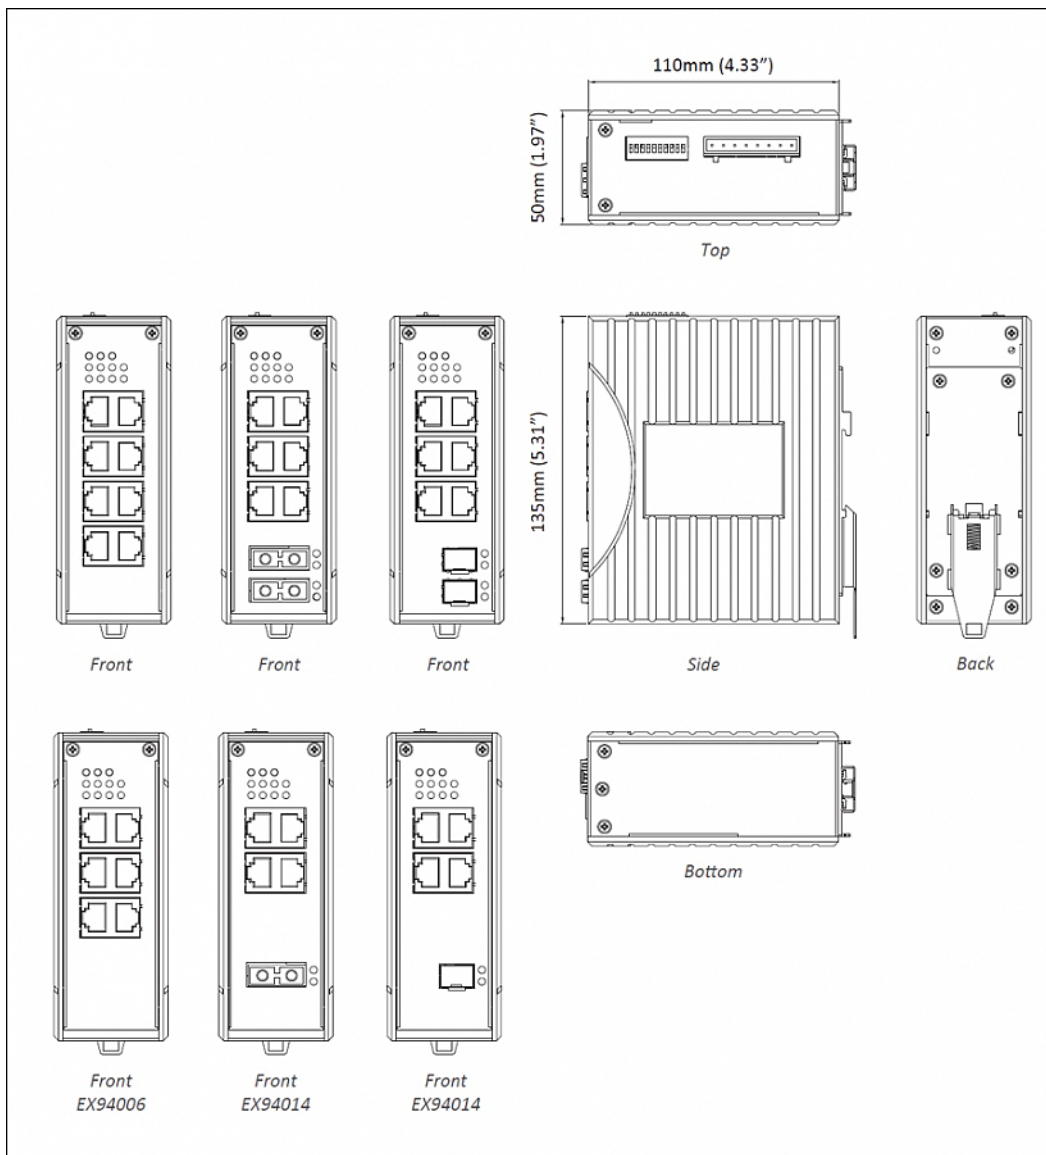 110mm (4.33”)
50mm (1.97”)
Top
135mm (5.31”)
Front
Front
Front
Side
Back
Bottom
Front
EX94006
Front
EX94014
Front
EX94014